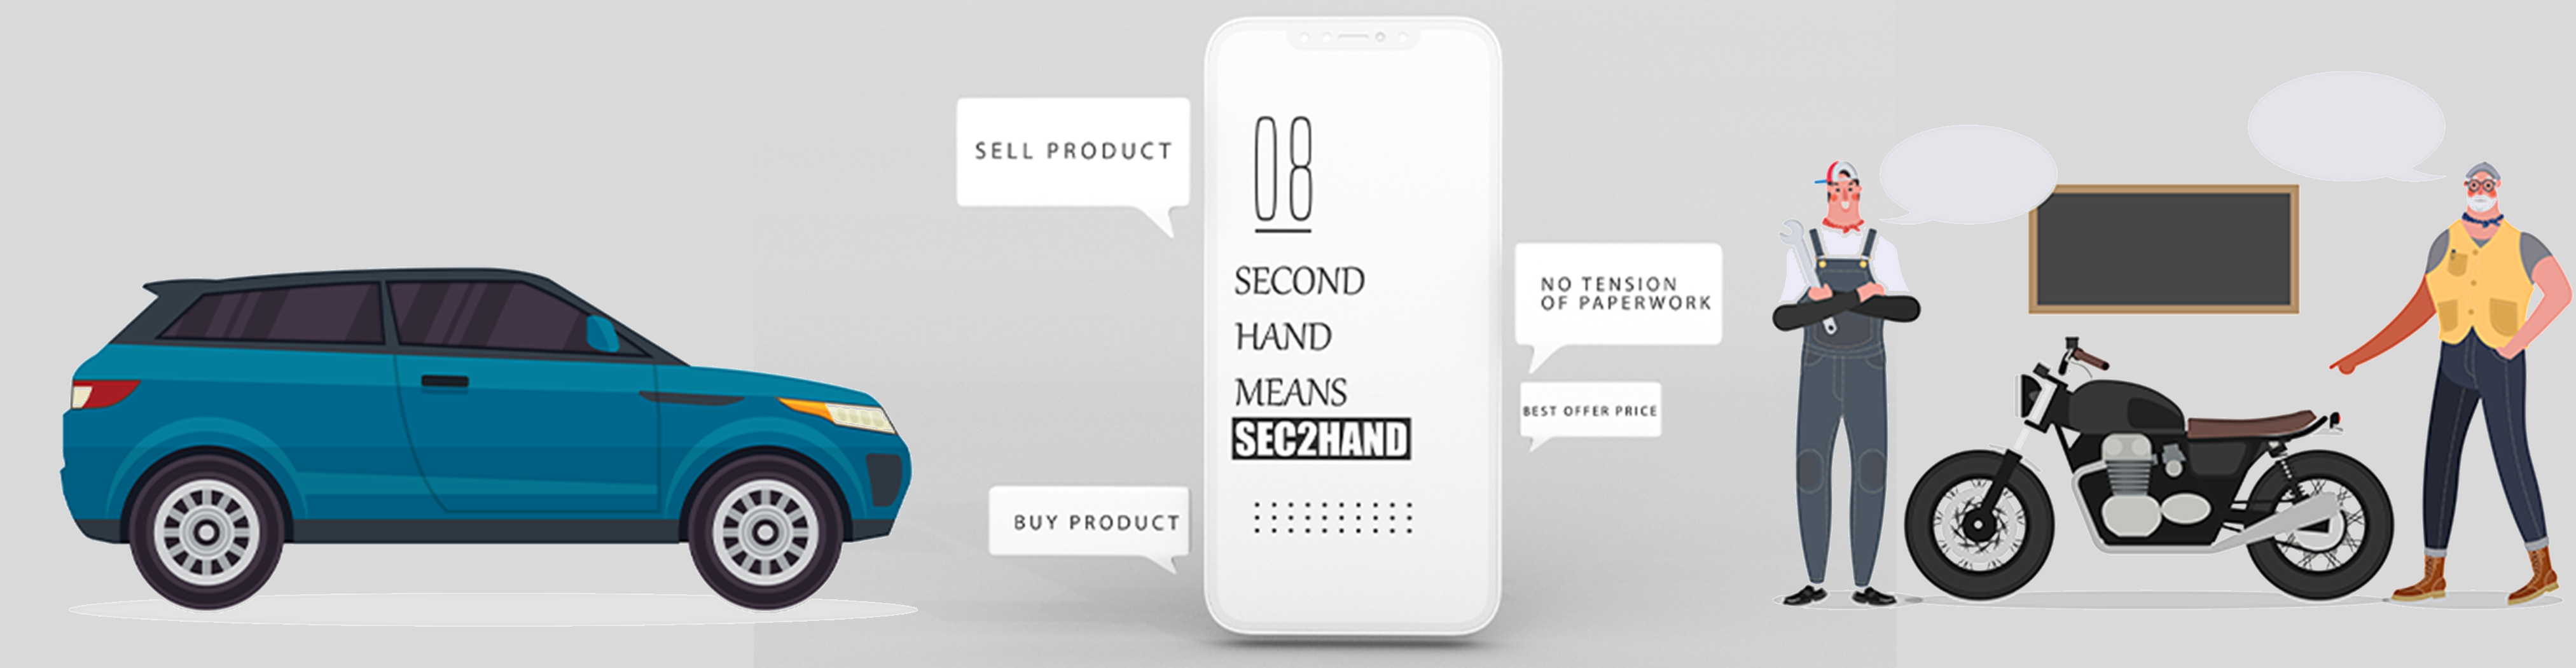 SELL PRODUCT
BUY PRODUCT
08
SECOND
HAND
MEANS
SEC2HAND
NO TENSION
OF PAPERWORK
BEST OFFER PRICE